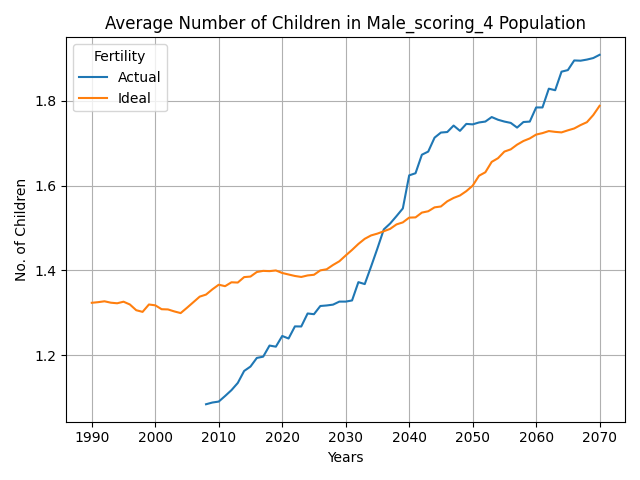 Average Number of Children in Male_scoring_4 Population
Fertility
Actual
Ideal
No. of Children
1.8
1.6
1.4
1.2
1990 2000 2010 2020 2030 2040 2050 2060 2070
Years